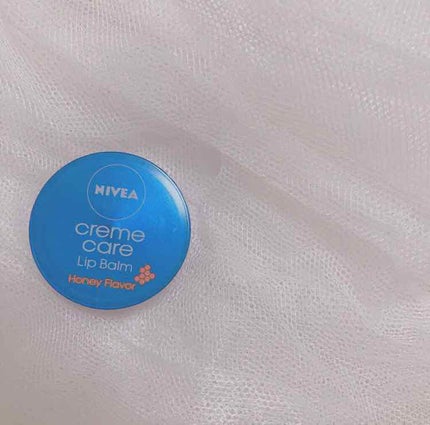 NIVEA
creme
care
Lip Balm
Honey Flavor